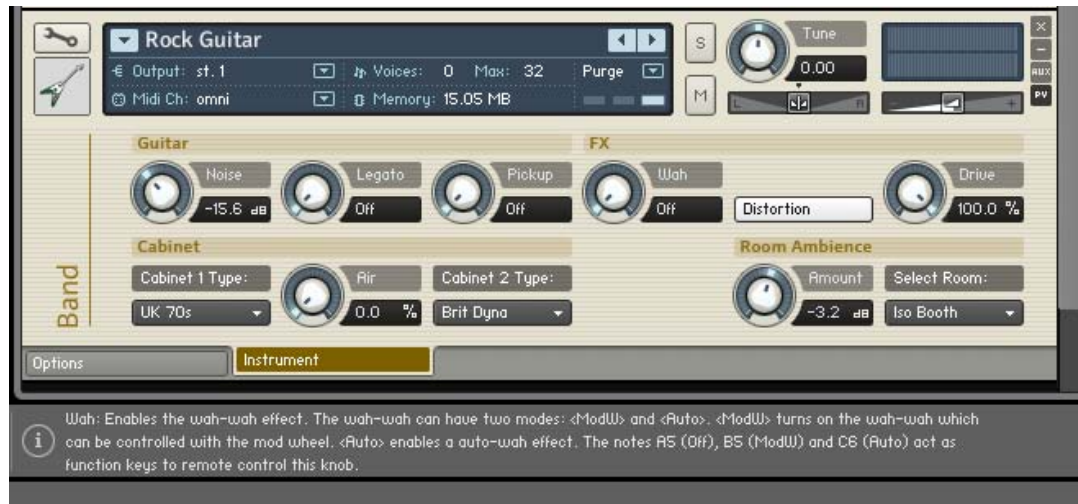 Rock Guitar
S
Tune
×
-
AUX
PV
Output: st. 1
Voices: 0 Max: 32
Purge
0.00
Midi Ch: omni
Memory: 15.05 MB
M
L
R
-
+
Guitar
FX
Noise
Legato
Pickup
Wah
Drive
-15.6 dB
Off
Off
Off
Distortion
100.0 %
Cabinet
Room Ambience
Band
Cabinet 1 Type:
Air
Cabinet 2 Type:
Amount
Select Room:
UK 70s
0.0 %
Brit Dyna
-3.2 dB
Iso Booth
Options
Instrument
Wah: Enables the wah-wah effect. The wah-wah can have two modes: <ModW> and <Auto>. <ModW> turns on the wah-wah which
can be controlled with the mod wheel. <Auto> enables a auto-wah effect. The notes A5 (Off), B5 (ModW) and C6 (Auto) act as
function keys to remote control this knob.